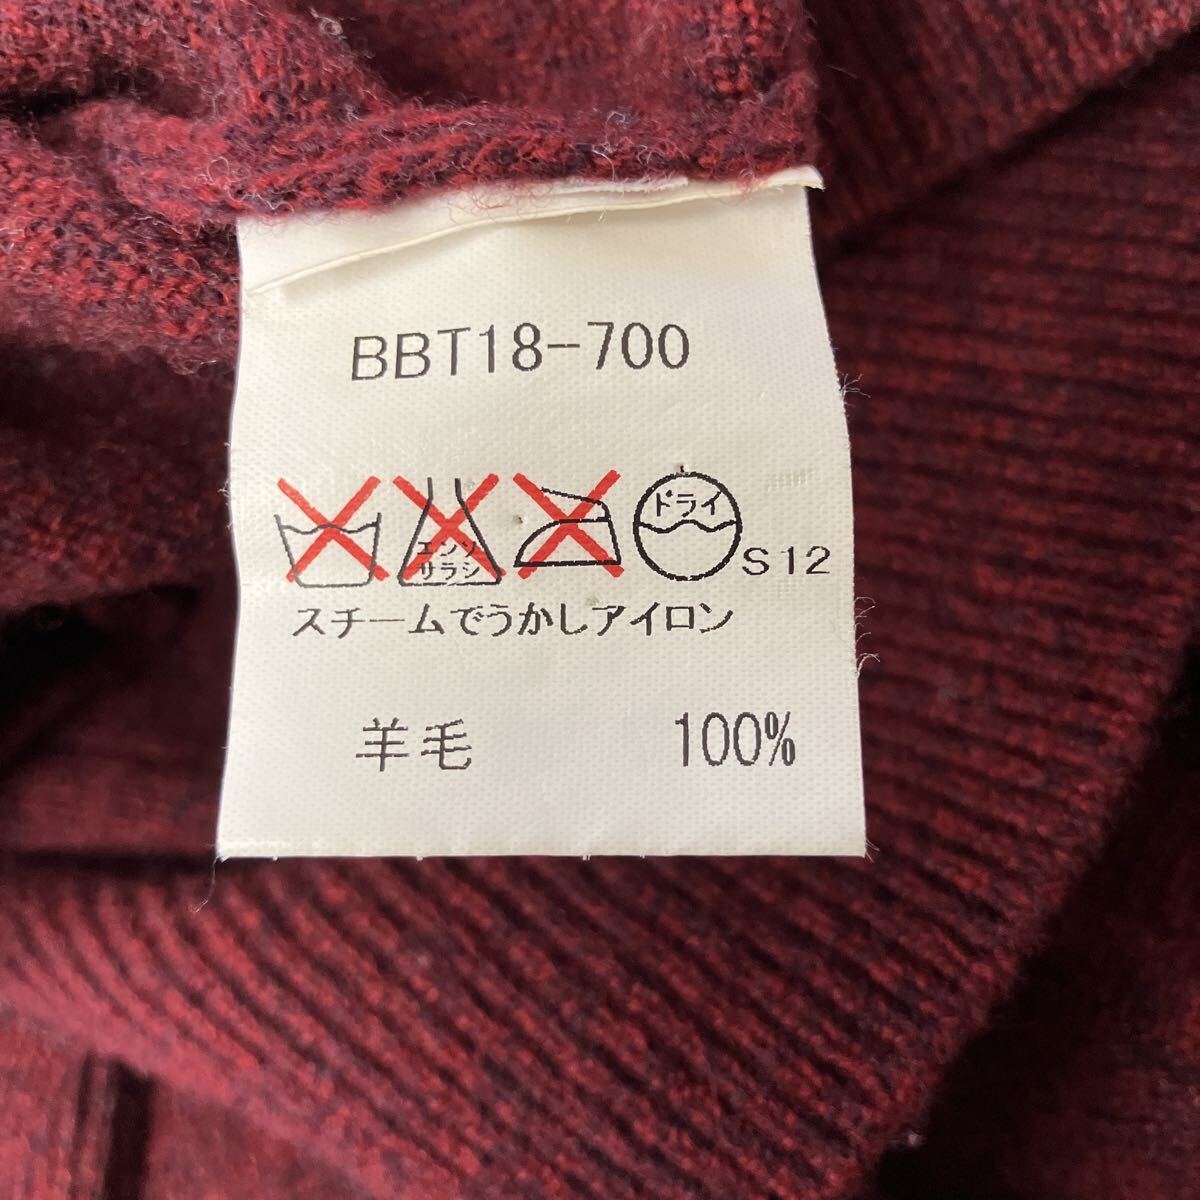 BBT18-700
エンソ
サラシ
ドライ
S12
スチームでうかしアイロン
羊毛 100%